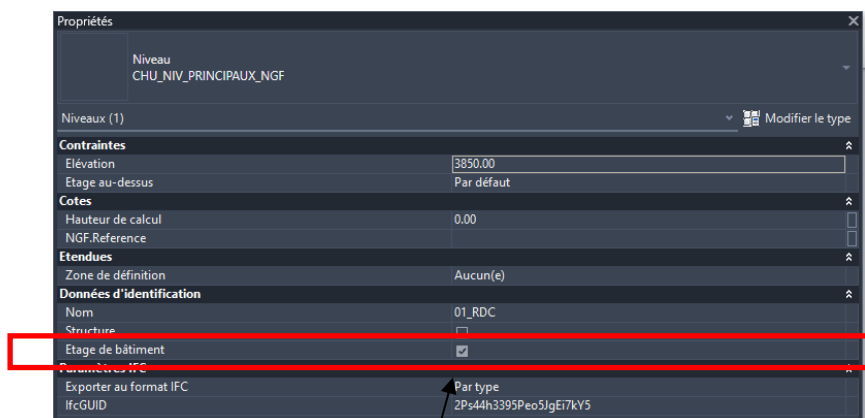 Propriétés
Niveau
CHU_NIV_PRINCIPAUX_NGF
Niveaux (1) Modifier le type
Contraintes
Elévation 3850.00
Etage au-dessus Par défaut
Cotes
Hauteur de calcul 0.00
NGF.Reference
Etendues
Zone de définition Aucun(e)
Données d'identification
Nom 01_RDC
Structure
Etage de bâtiment
Paramètres IFC
Exporter au format IFC Par type
IfcGUID 2Ps44h3395Peo5JgEi7kY5